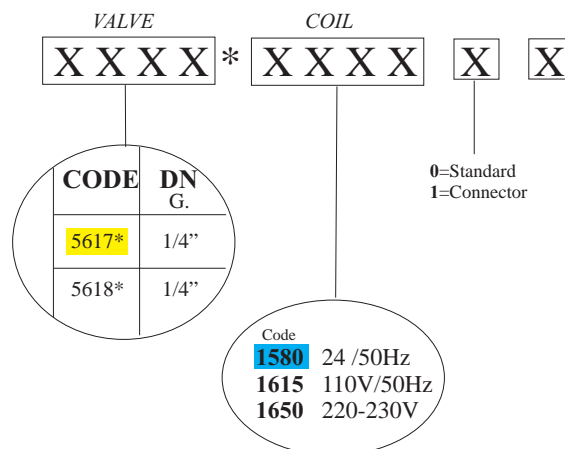 VALVE COIL
X X X X * X X X X X X
0=Standard
1=Connector
CODE DN
G.
5617* 1/4”
5618* 1/4”
Code
1580 24 /50Hz
1615 110V/50Hz
1650 220-230V